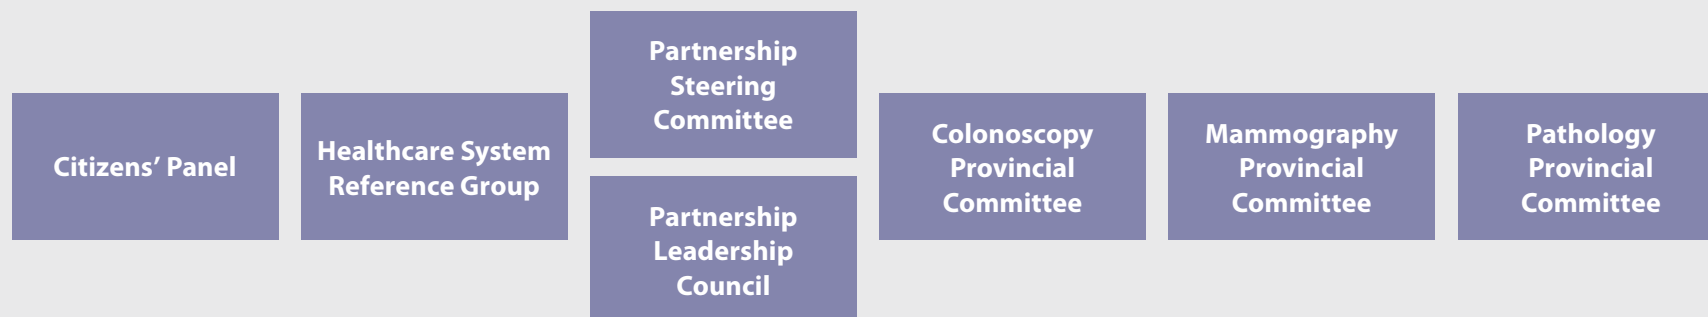 Citizens’ Panel
Healthcare System
Reference Group
Partnership
Steering
Committee
Partnership
Leadership
Council
Colonoscopy
Provincial
Committee
Mammography
Provincial
Committee
Pathology
Provincial
Committee